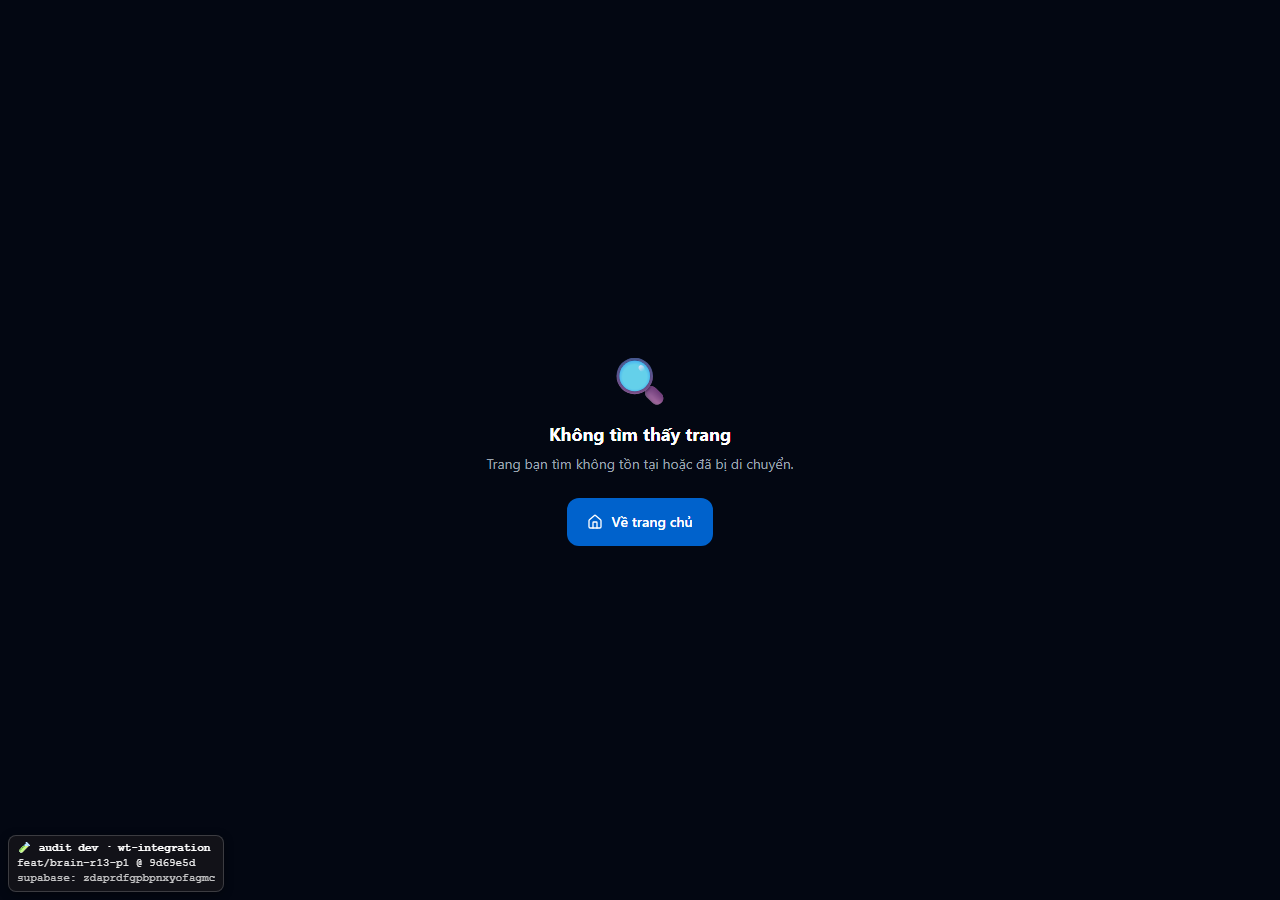 Không tìm thấy trang
Trang bạn tìm không tồn tại hoặc đã bị di chuyển.
Về trang chủ
audit dev · wt-integration
feat/brain-r13-p1 @ 9d69e5d
supabase: zdaprdfgpbpnxyofagmc